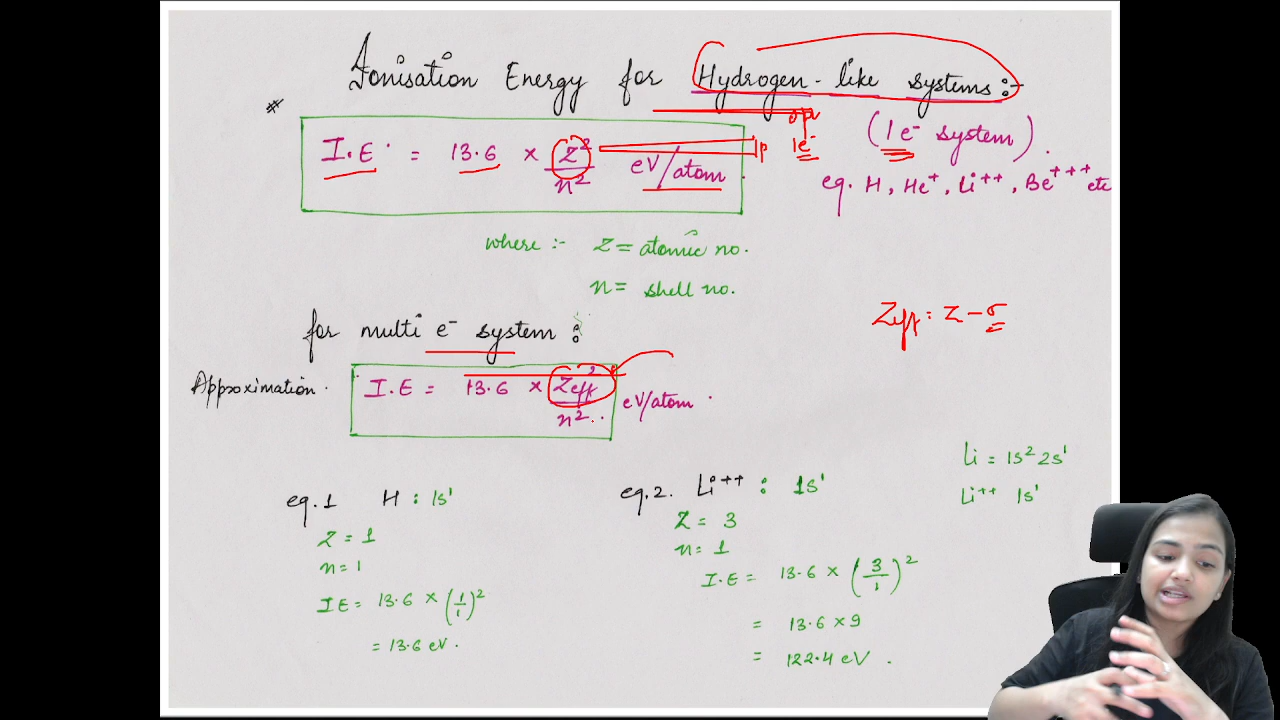 Ionisation Energy for Hydrogen-like systems :-
*
I.E = 13.6 × Z²/n² eV/atom
1p 1e⁻
(1e⁻ system).
eg. H, He⁺, Li⁺⁺, Be⁺⁺⁺ etc
where :- Z = atomic no.
n = shell no.
Zeff = Z - σ
for multi e⁻ system :
Approximation.
I.E = 13.6 × Zeff²/n² eV/atom.
Li = 1s² 2s¹
Li⁺⁺ 1s¹
eg.1 H : 1s¹
Z = 1
n = 1
IE = 13.6 × (1/1)²
= 13.6 eV.
eg.2. Li⁺⁺ : 1s¹
Z = 3
n = 1
I.E = 13.6 × (3/1)²
= 13.6 × 9
= 122.4 eV.